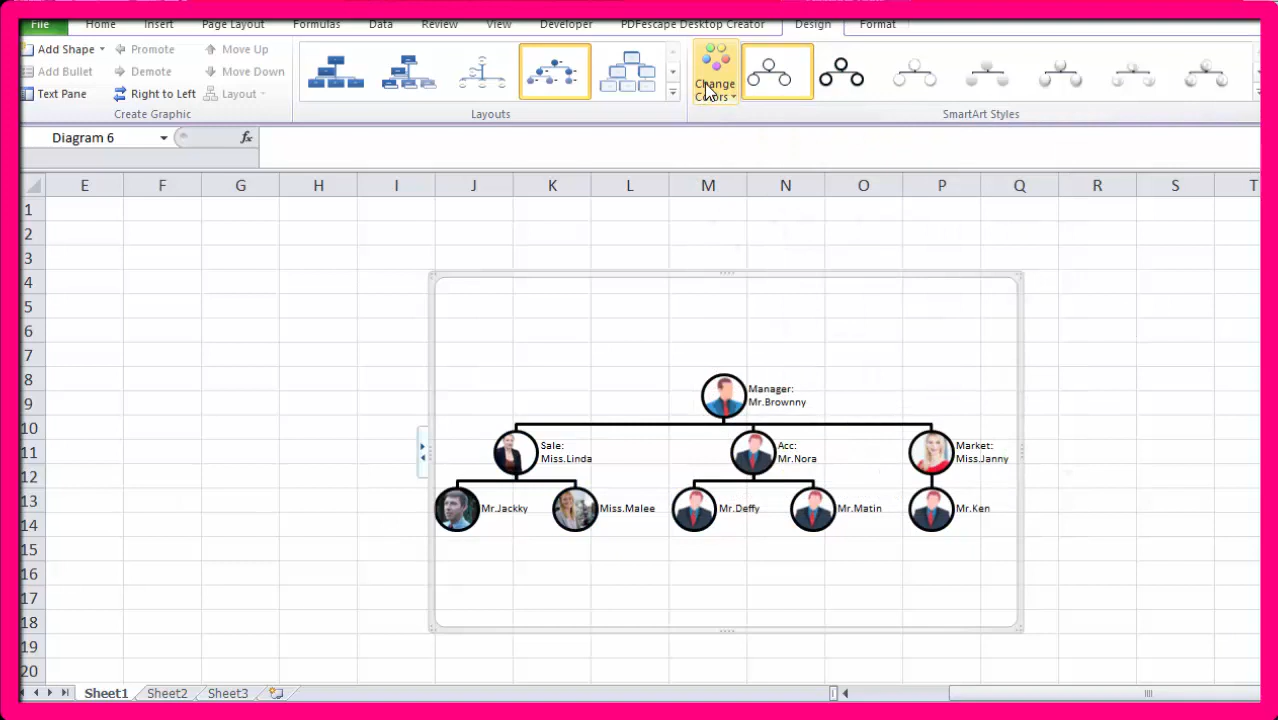 File Home Insert Page Layout Formulas Data Review View Developer PDFescape Desktop Creator Design Format
Add Shape Promote Move Up
Add Bullet Demote Move Down
Text Pane Right to Left Layout
Change
Colors
Create Graphic Layouts SmartArt Styles
Diagram 6 fx
E F G H I J K L M N O P Q R S T
1
2
3
4
5
6
7
8
9
10
11
12
13
14
15
16
17
18
19
20
Manager:
Mr.Brownny
Sale:
Miss.Linda
Acc:
Mr.Nora
Market:
Miss.Janny
Mr.Jackky
Miss.Malee
Mr.Deffy
Mr.Matin
Mr.Ken
Sheet1 Sheet2 Sheet3